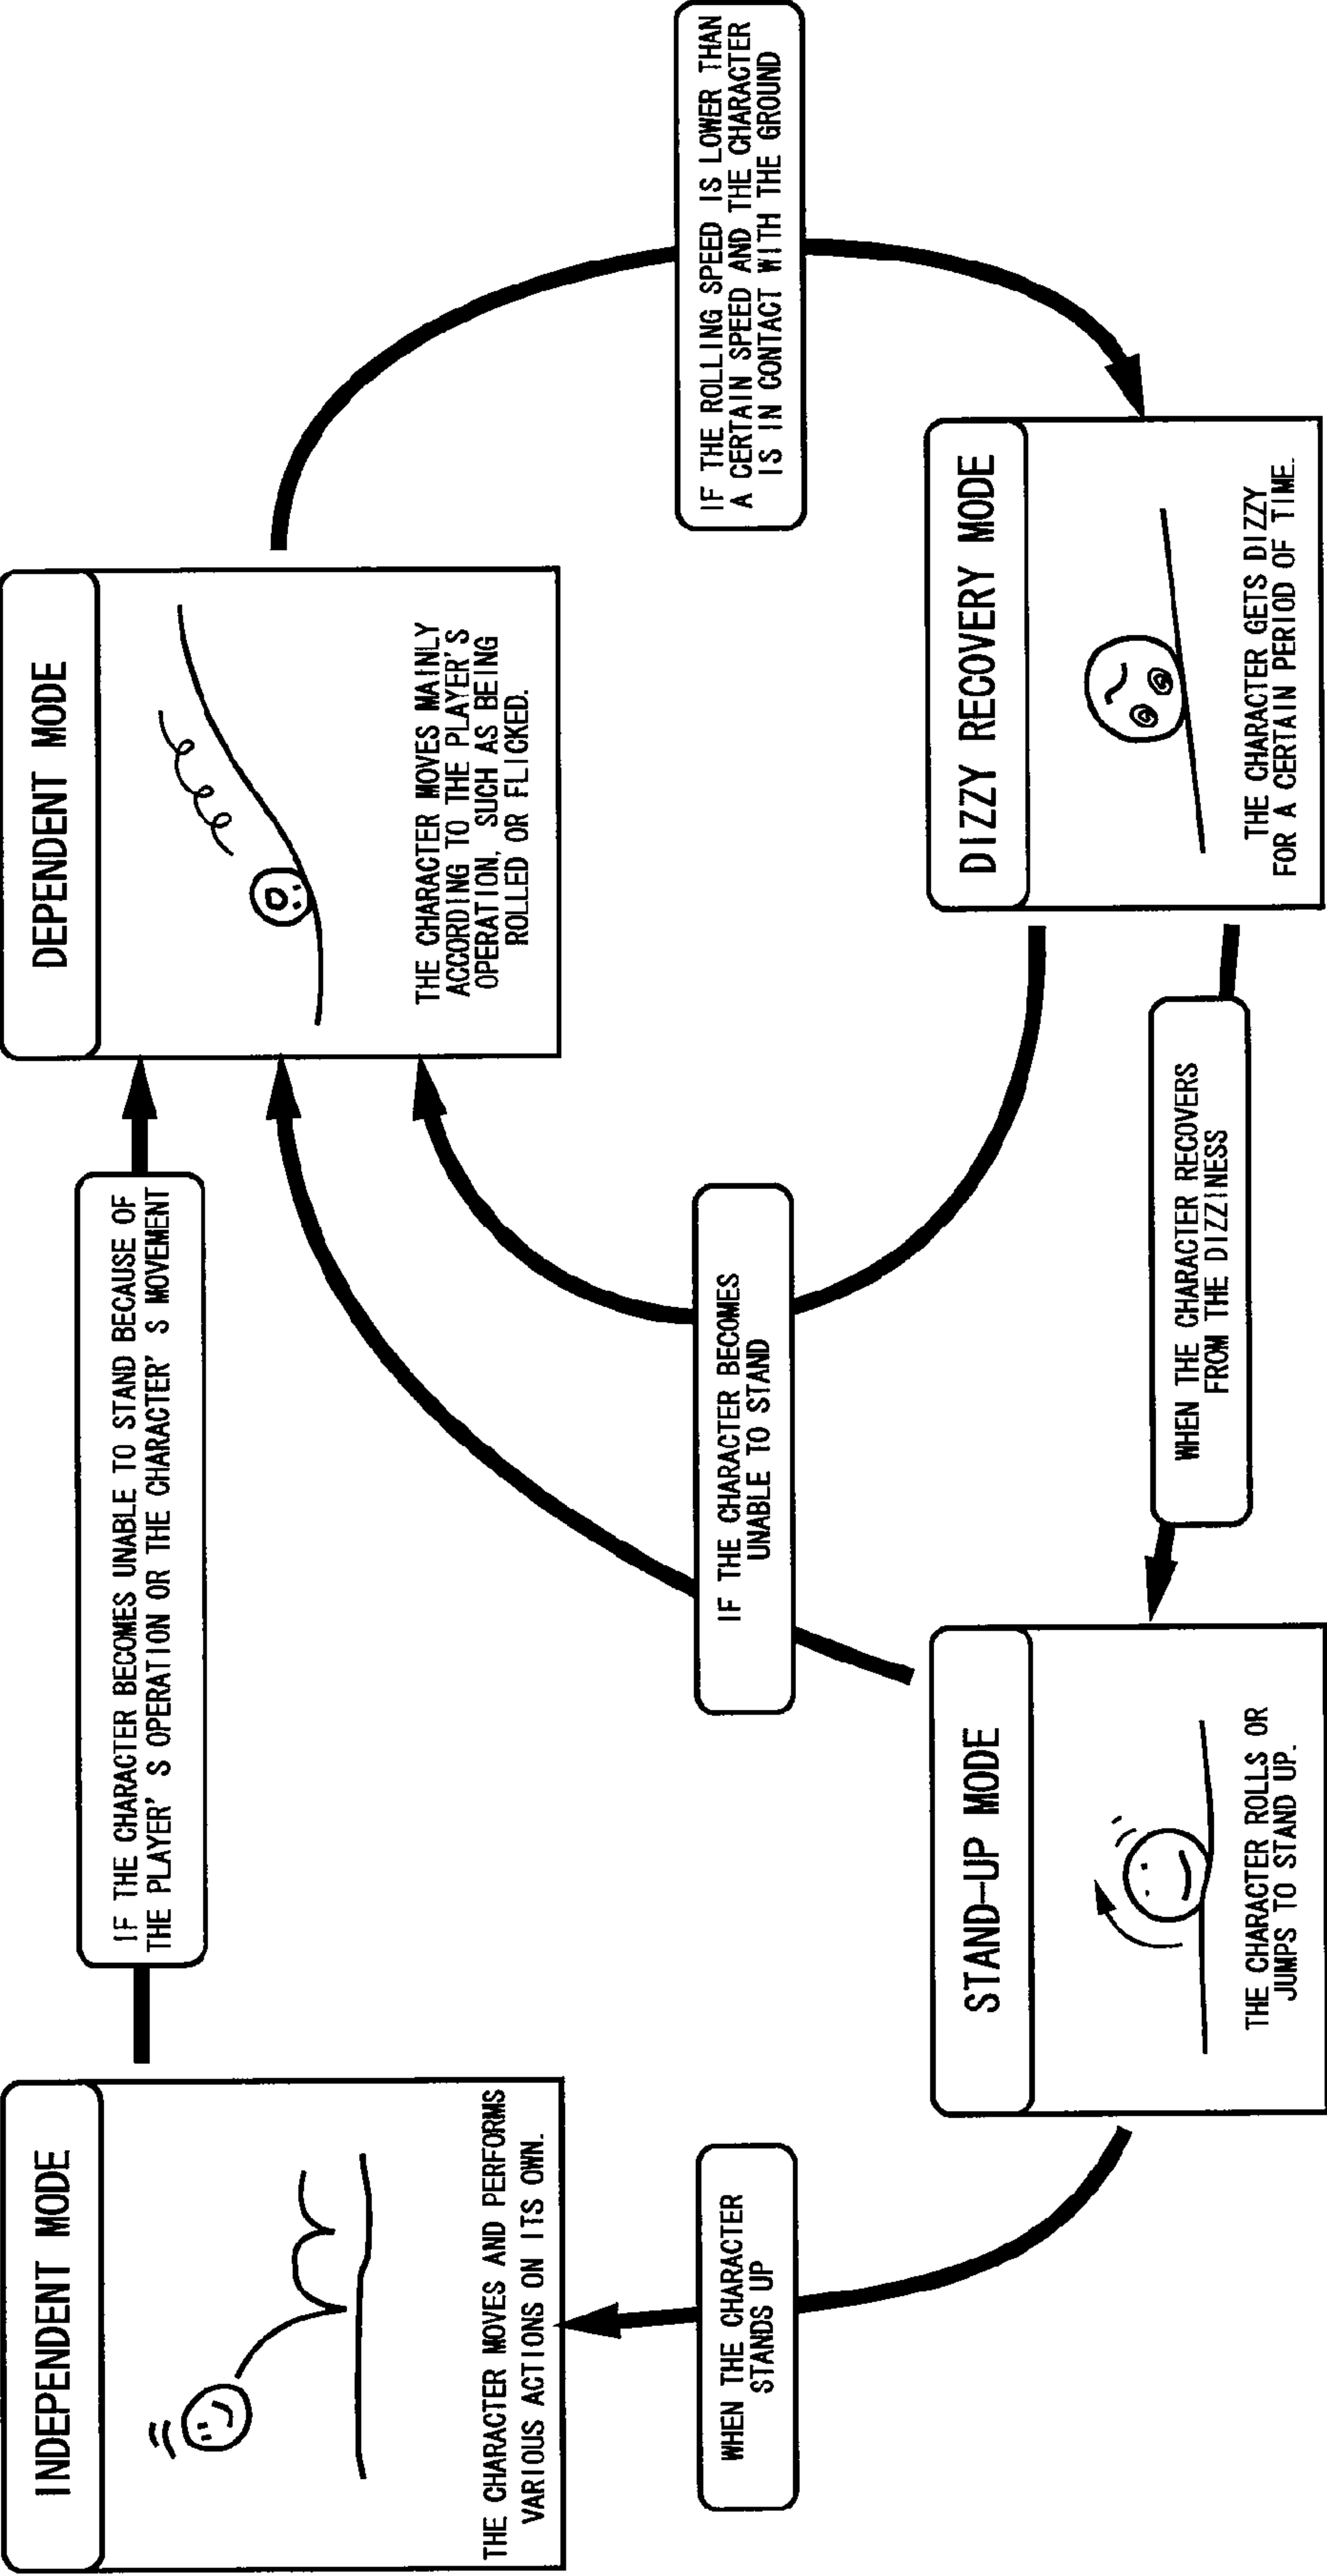 INDEPENDENT MODE
THE CHARACTER MOVES AND PERFORMS
VARIOUS ACTIONS ON ITS OWN.
IF THE CHARACTER BECOMES UNABLE TO STAND BECAUSE OF
THE PLAYER'S OPERATION OR THE CHARACTER'S MOVEMENT
DEPENDENT MODE
THE CHARACTER MOVES MAINLY
ACCORDING TO THE PLAYER'S
OPERATION, SUCH AS BEING
ROLLED OR FLICKED.
WHEN THE CHARACTER
STANDS UP
IF THE CHARACTER BECOMES
UNABLE TO STAND
IF THE ROLLING SPEED IS LOWER THAN
A CERTAIN SPEED AND THE CHARACTER
IS IN CONTACT WITH THE GROUND
STAND-UP MODE
THE CHARACTER ROLLS OR
JUMPS TO STAND UP.
WHEN THE CHARACTER RECOVERS
FROM THE DIZZINESS
DIZZY RECOVERY MODE
THE CHARACTER GETS DIZZY
FOR A CERTAIN PERIOD OF TIME.